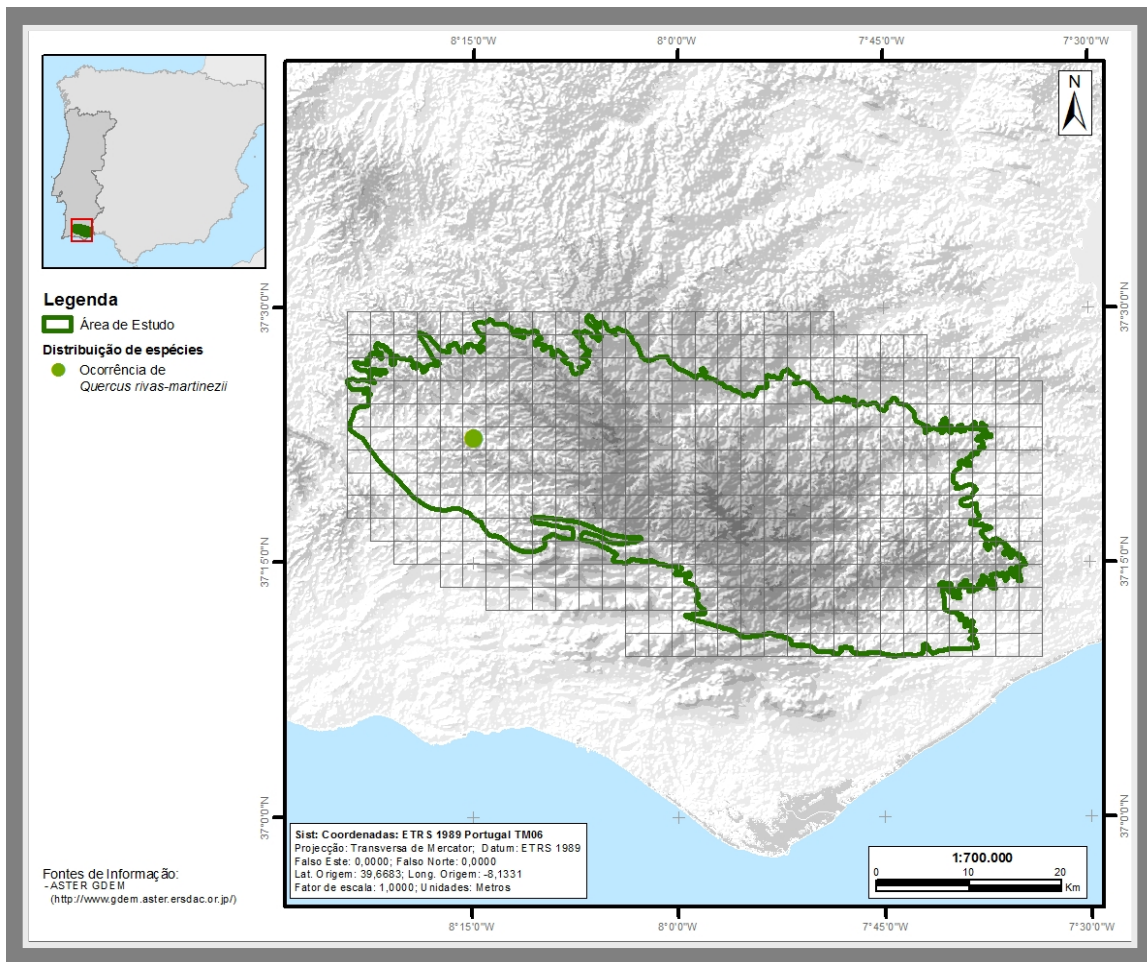 8°15'0"W 8°0'0"W 7°45'0"W 7°30'0"W
N
Legenda
Área de Estudo
Distribuição de espécies
Ocorrência de
Quercus rivas-martinezii
37°30'0"N 37°30'0"N
37°15'0"N 37°15'0"N
37°0'0"N 37°0'0"N
Sist: Coordenadas: ETRS 1989 Portugal TM06
Projecção: Transversa de Mercator; Datum: ETRS 1989
Falso Este: 0,0000; Falso Norte: 0,0000
Lat. Origem: 39,6683; Long. Origem: -8,1331
Fator de escala: 1,0000; Unidades: Metros
1:700.000
0 10 20
Km
Fontes de Informação:
-ASTER GDEM
(http://www.gdem.aster.ersdac.or.jp/)
8°15'0"W 8°0'0"W 7°45'0"W 7°30'0"W